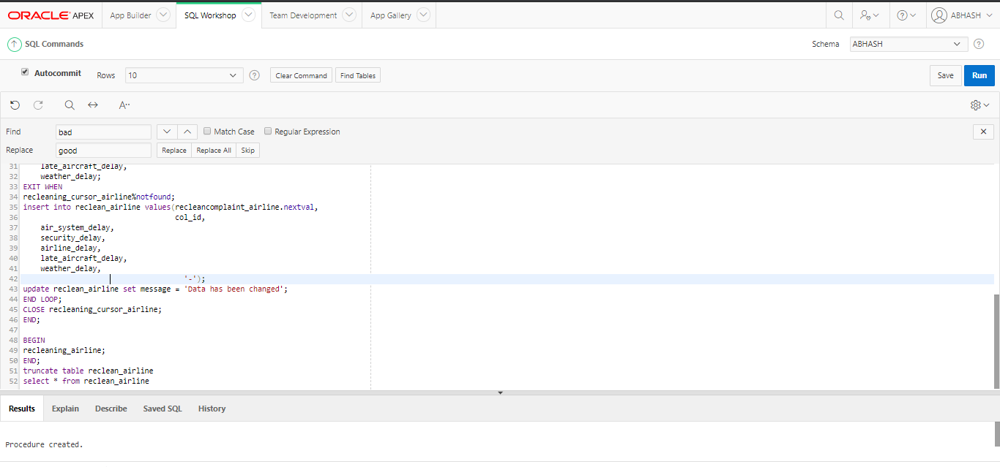 ORACLE APEX App Builder SQL Workshop Team Development App Gallery ABHASH
SQL Commands Schema ABHASH ?
Autocommit Rows 10 ? Clear Command Find Tables Save Run
A
Find bad Match Case Regular Expression
Replace good Replace Replace All Skip
31 late_aircraft_delay,
32 weather_delay;
33 EXIT WHEN
34 recleaning_cursor_airline%notfound;
35 insert into reclean_airline values(recleancomplaint_airline.nextval,
36 col_id,
37 air_system_delay,
38 security_delay,
39 airline_delay,
40 late_aircraft_delay,
41 weather_delay,
42 '-');
43 update reclean_airline set message = 'Data has been changed';
44 END LOOP;
45 CLOSE recleaning_cursor_airline;
46 END;
47
48 BEGIN
49 recleaning_airline;
50 END;
51 truncate table reclean_airline
52 select * from reclean_airline
Results Explain Describe Saved SQL History
Procedure created.